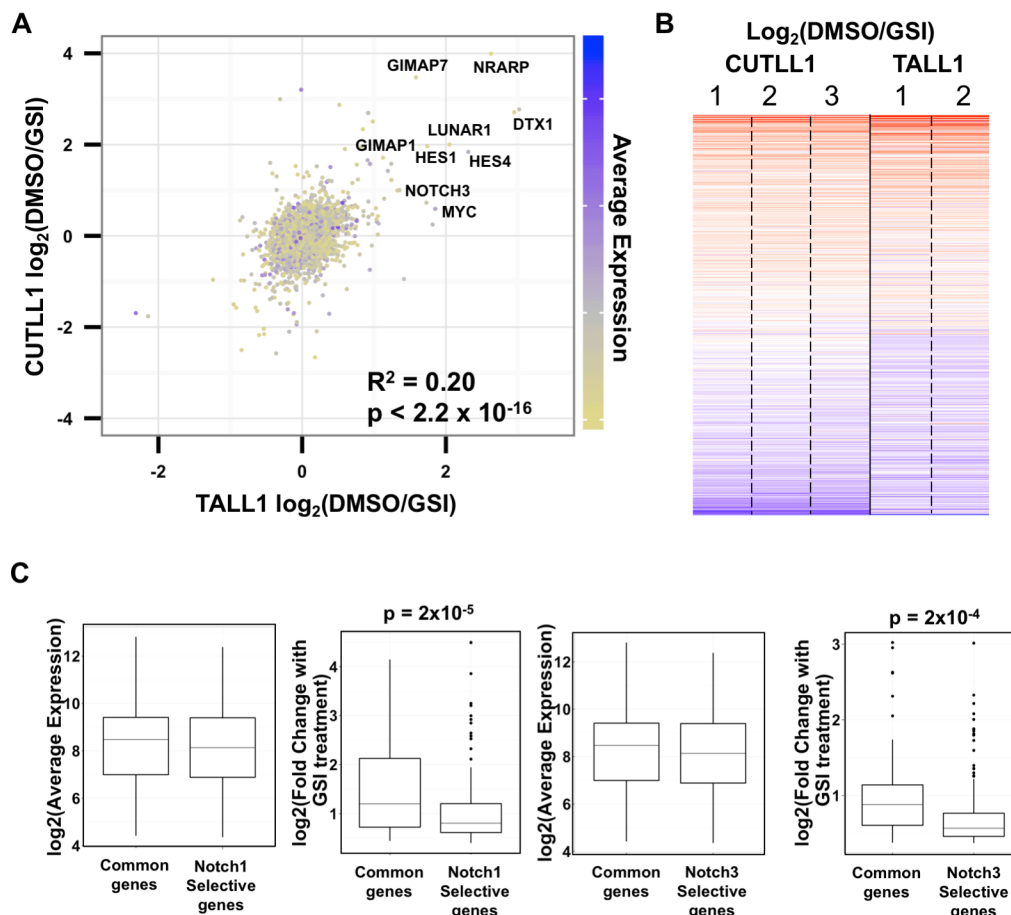 A
CUTLL1 log2(DMSO/GSI)
4
2
0
-2
-4
GIMAP7
NRARP
LUNAR1
DTX1
GIMAP1
HES1
HES4
NOTCH3
MYC
R² = 0.20
p < 2.2 x 10⁻¹⁶
-2
0
2
TALL1 log₂(DMSO/GSI)
Average Expression
B
Log₂(DMSO/GSI)
CUTLL1 TALL1
1 2 3 1 2
C
log2(Average Expression)
12
10
8
6
4
Common
genes
Notch1
Selective genes
p = 2x10⁻⁵
log2(Fold Change with
GSI treatment)
4
3
2
1
Common
genes
Notch1
Selective
genes
log2(Average Expression)
12
10
8
6
4
Common
genes
Notch3
Selective genes
p = 2x10⁻⁴
log2(Fold Change with
GSI treatment)
3
2
1
Common
genes
Notch3
Selective
genes